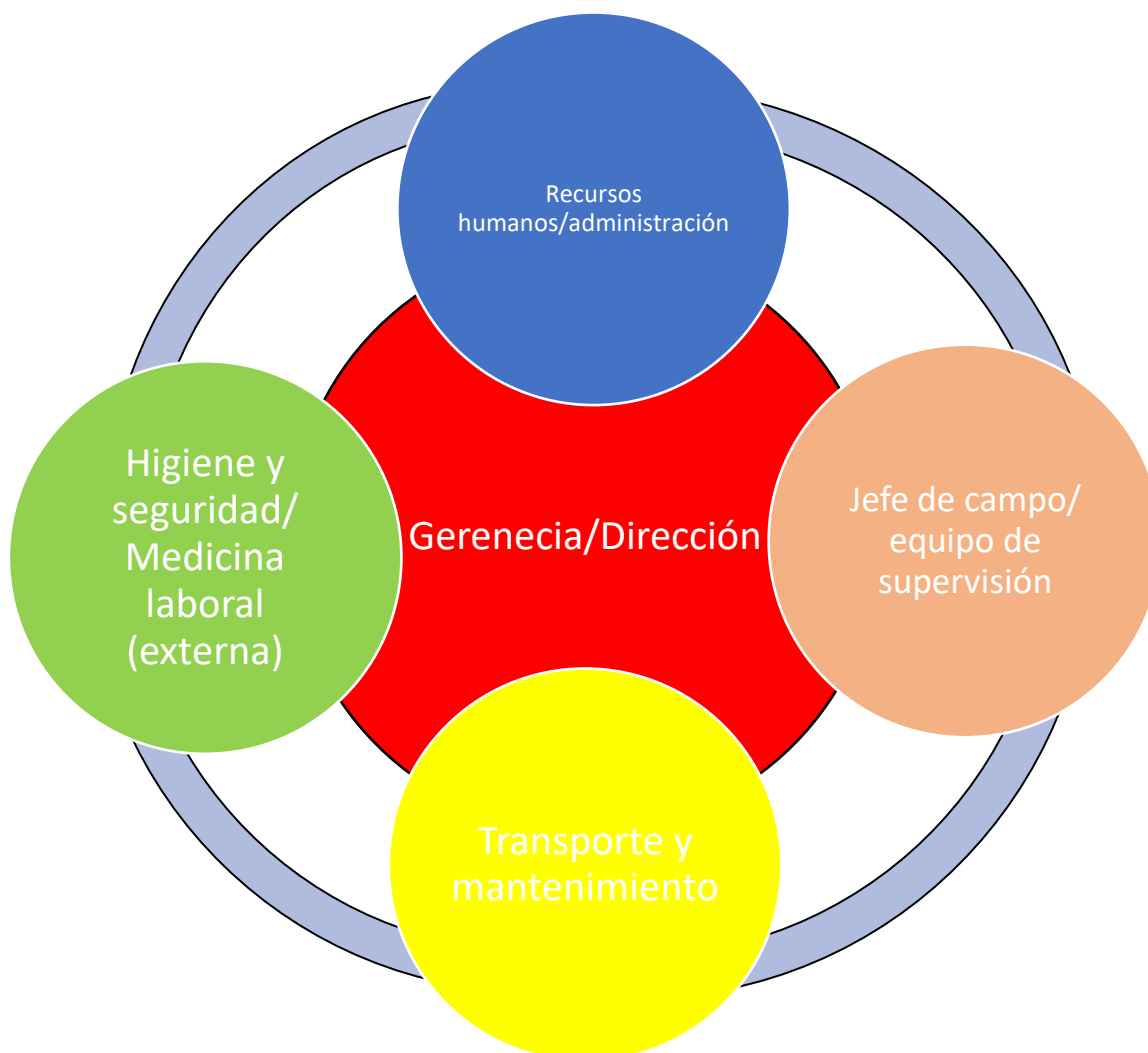 Recursos
humanos/administración
Higiene y
seguridad/
Medicina
laboral
(externa)
Gerenecia/Dirección
Jefe de campo/
equipo de
supervisión
Transporte y
mantenimiento